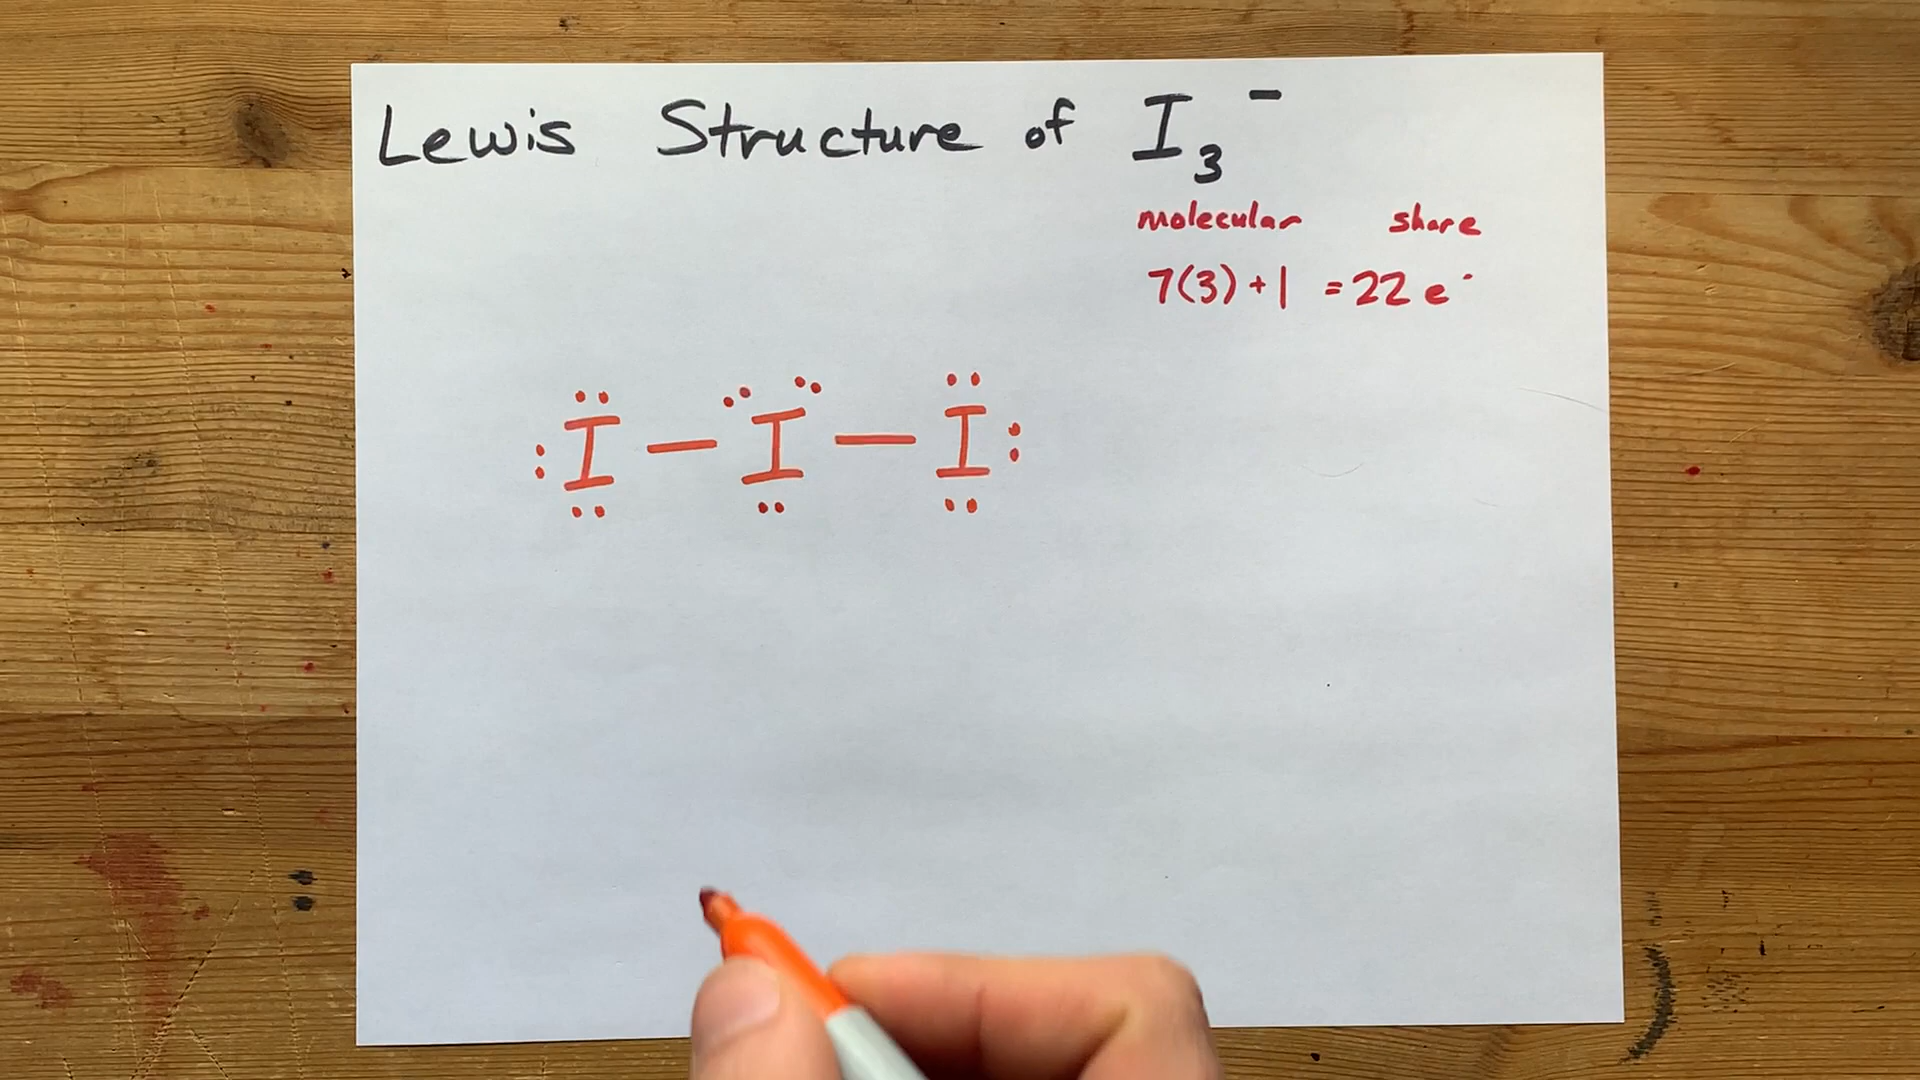 Lewis Structure of I₃⁻
molecular share
7(3)+1 = 22 e⁻
:Ï – Ï – Ï: